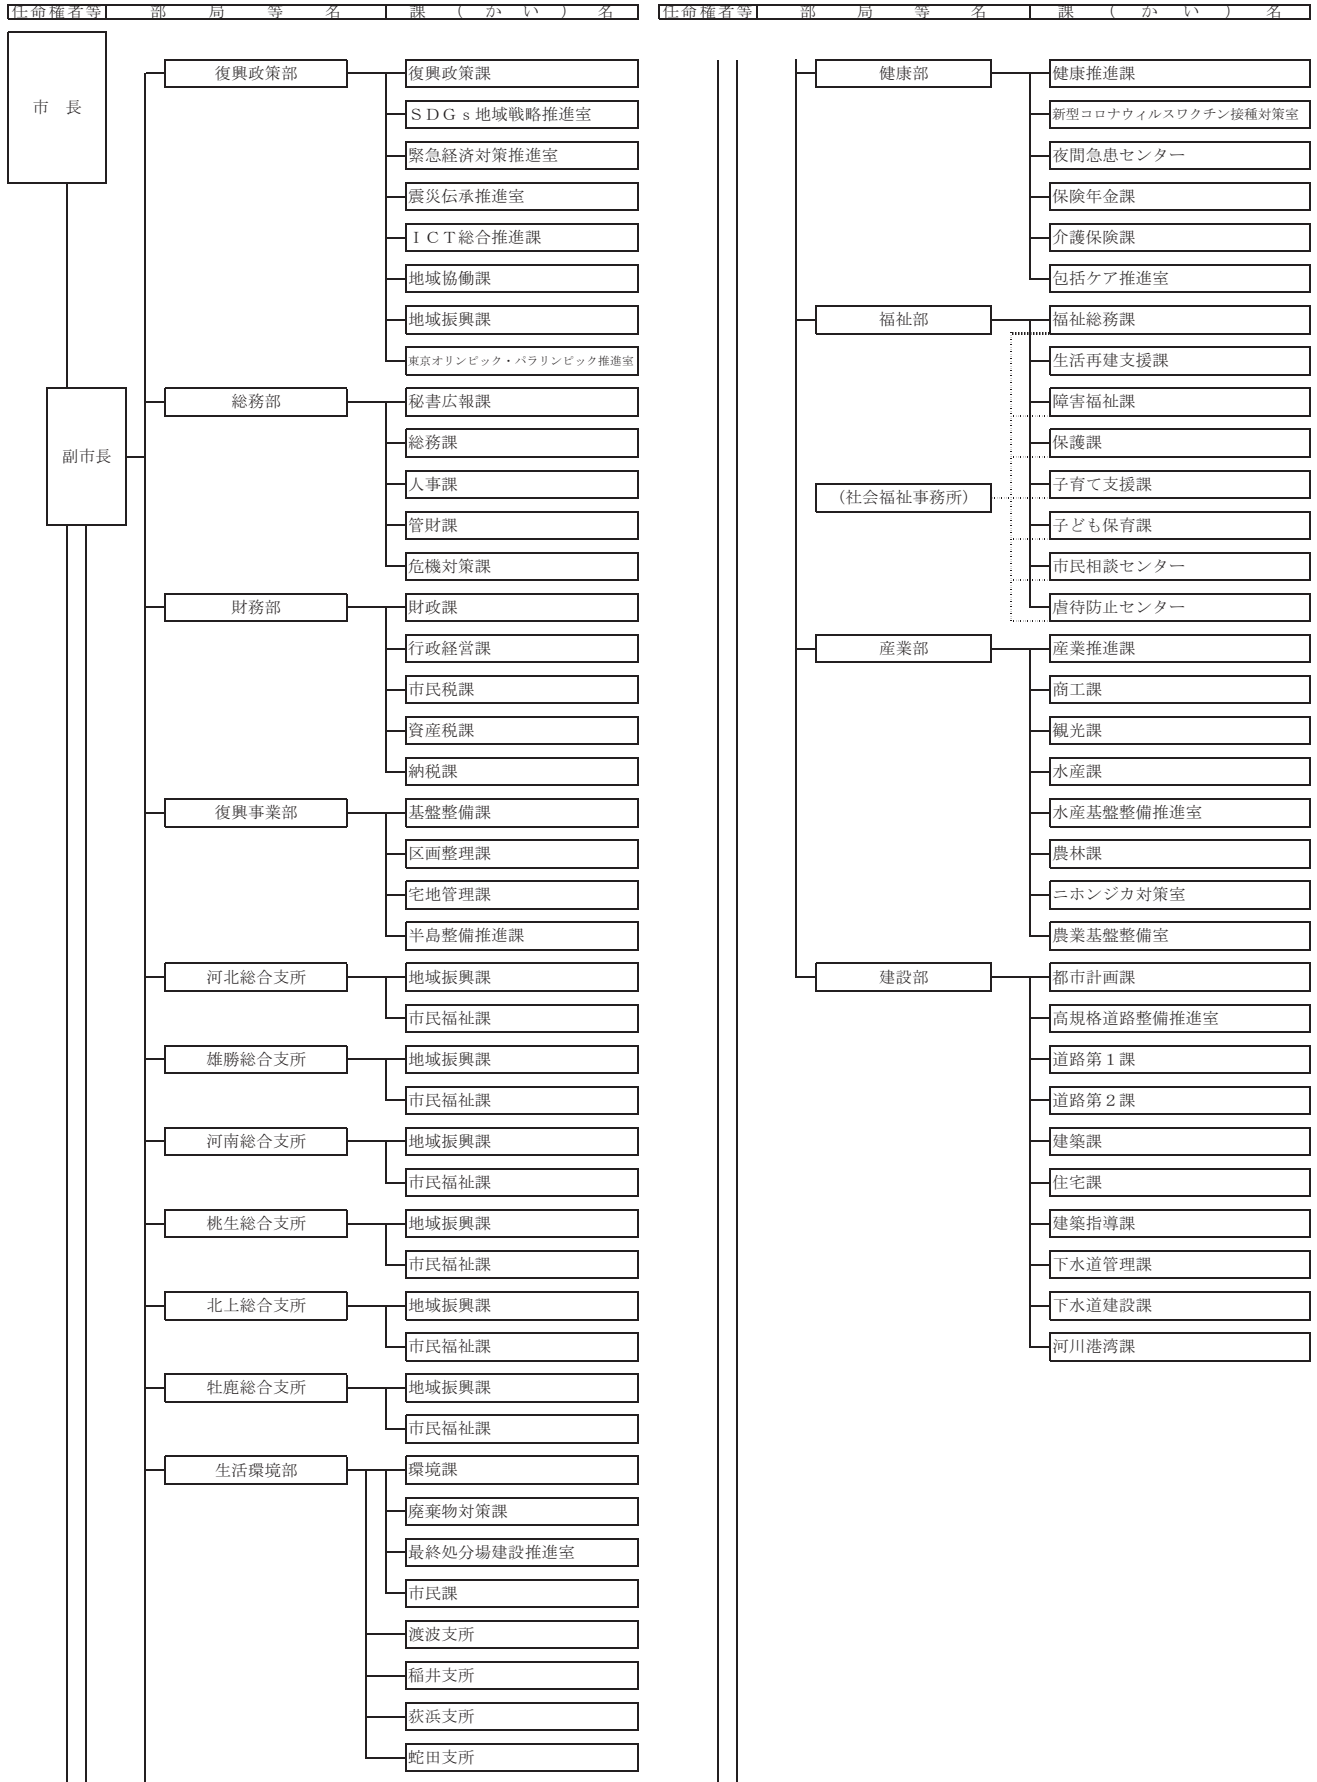 任命権者等 部局等名 課（かい）名
市 長
副市長
復興政策部
復興政策課
ＳＤＧｓ地域戦略推進室
緊急経済対策推進室
震災伝承推進室
ＩＣＴ総合推進課
地域協働課
地域振興課
東京オリンピック・パラリンピック推進室
総務部
秘書広報課
総務課
人事課
管財課
危機対策課
財務部
財政課
行政経営課
市民税課
資産税課
納税課
復興事業部
基盤整備課
区画整理課
宅地管理課
半島整備推進課
河北総合支所
地域振興課
市民福祉課
雄勝総合支所
地域振興課
市民福祉課
河南総合支所
地域振興課
市民福祉課
桃生総合支所
地域振興課
市民福祉課
北上総合支所
地域振興課
市民福祉課
牡鹿総合支所
地域振興課
市民福祉課
生活環境部
環境課
廃棄物対策課
最終処分場建設推進室
市民課
渡波支所
稲井支所
荻浜支所
蛇田支所
任命権者等 部局等名 課（かい）名
健康部
健康推進課
新型コロナウィルスワクチン接種対策室
夜間急患センター
保険年金課
介護保険課
包括ケア推進室
福祉部
福祉総務課
生活再建支援課
障害福祉課
保護課
（社会福祉事務所）
子育て支援課
子ども保育課
市民相談センター
虐待防止センター
産業部
産業推進課
商工課
観光課
水産課
水産基盤整備推進室
農林課
ニホンジカ対策室
農業基盤整備室
建設部
都市計画課
高規格道路整備推進室
道路第１課
道路第２課
建築課
住宅課
建築指導課
下水道管理課
下水道建設課
河川港湾課